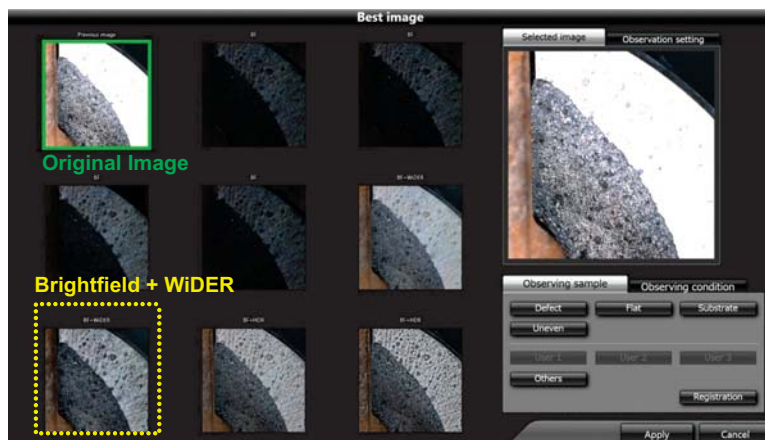 Best image
Previous image
BF
BF
Selected image
Observation setting
Original Image
BF
BF
BF+WiDER
Brightfield + WiDER
Observing sample
Observing condition
Defect
Flat
Substrate
Uneven
BF+WiDER
BF+HDR
BF+HDR
User 1
User 2
User 3
Others
Registration
Apply
Cancel